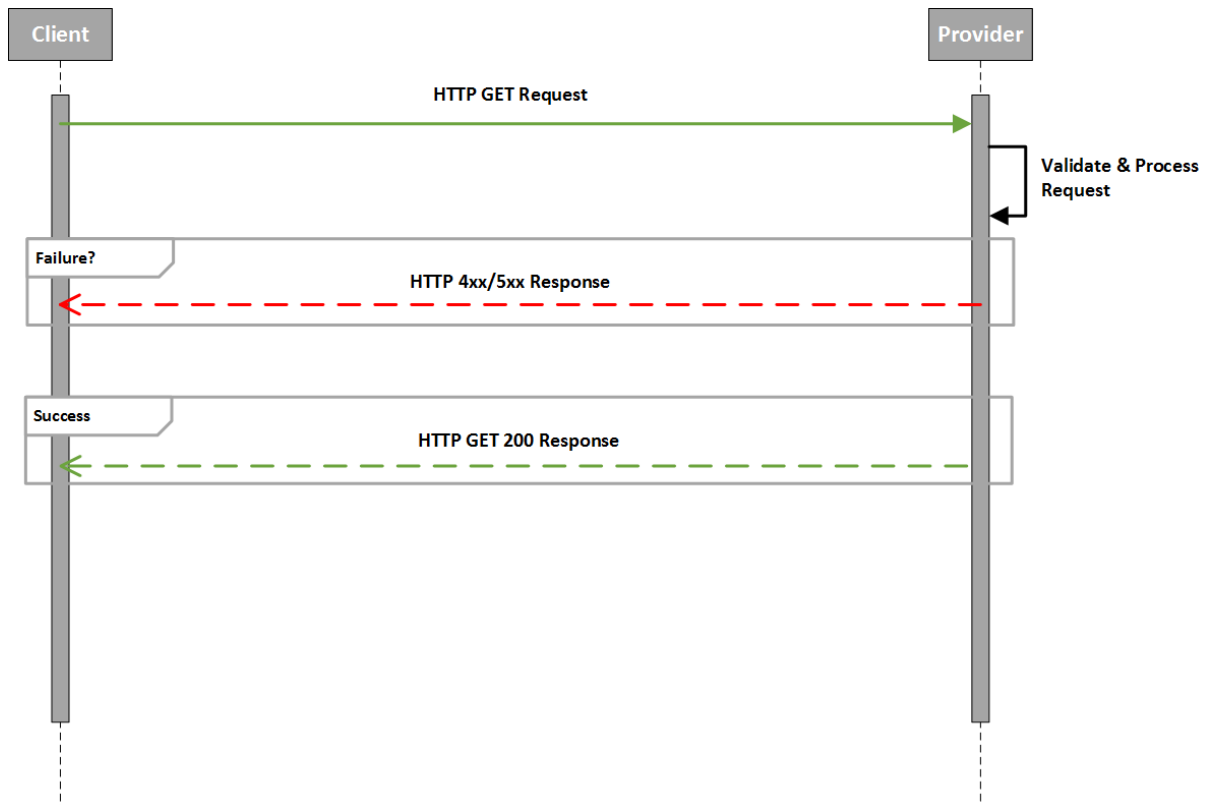 Client
Provider
HTTP GET Request
Validate & Process
Request
Failure?
HTTP 4xx/5xx Response
Success
HTTP GET 200 Response